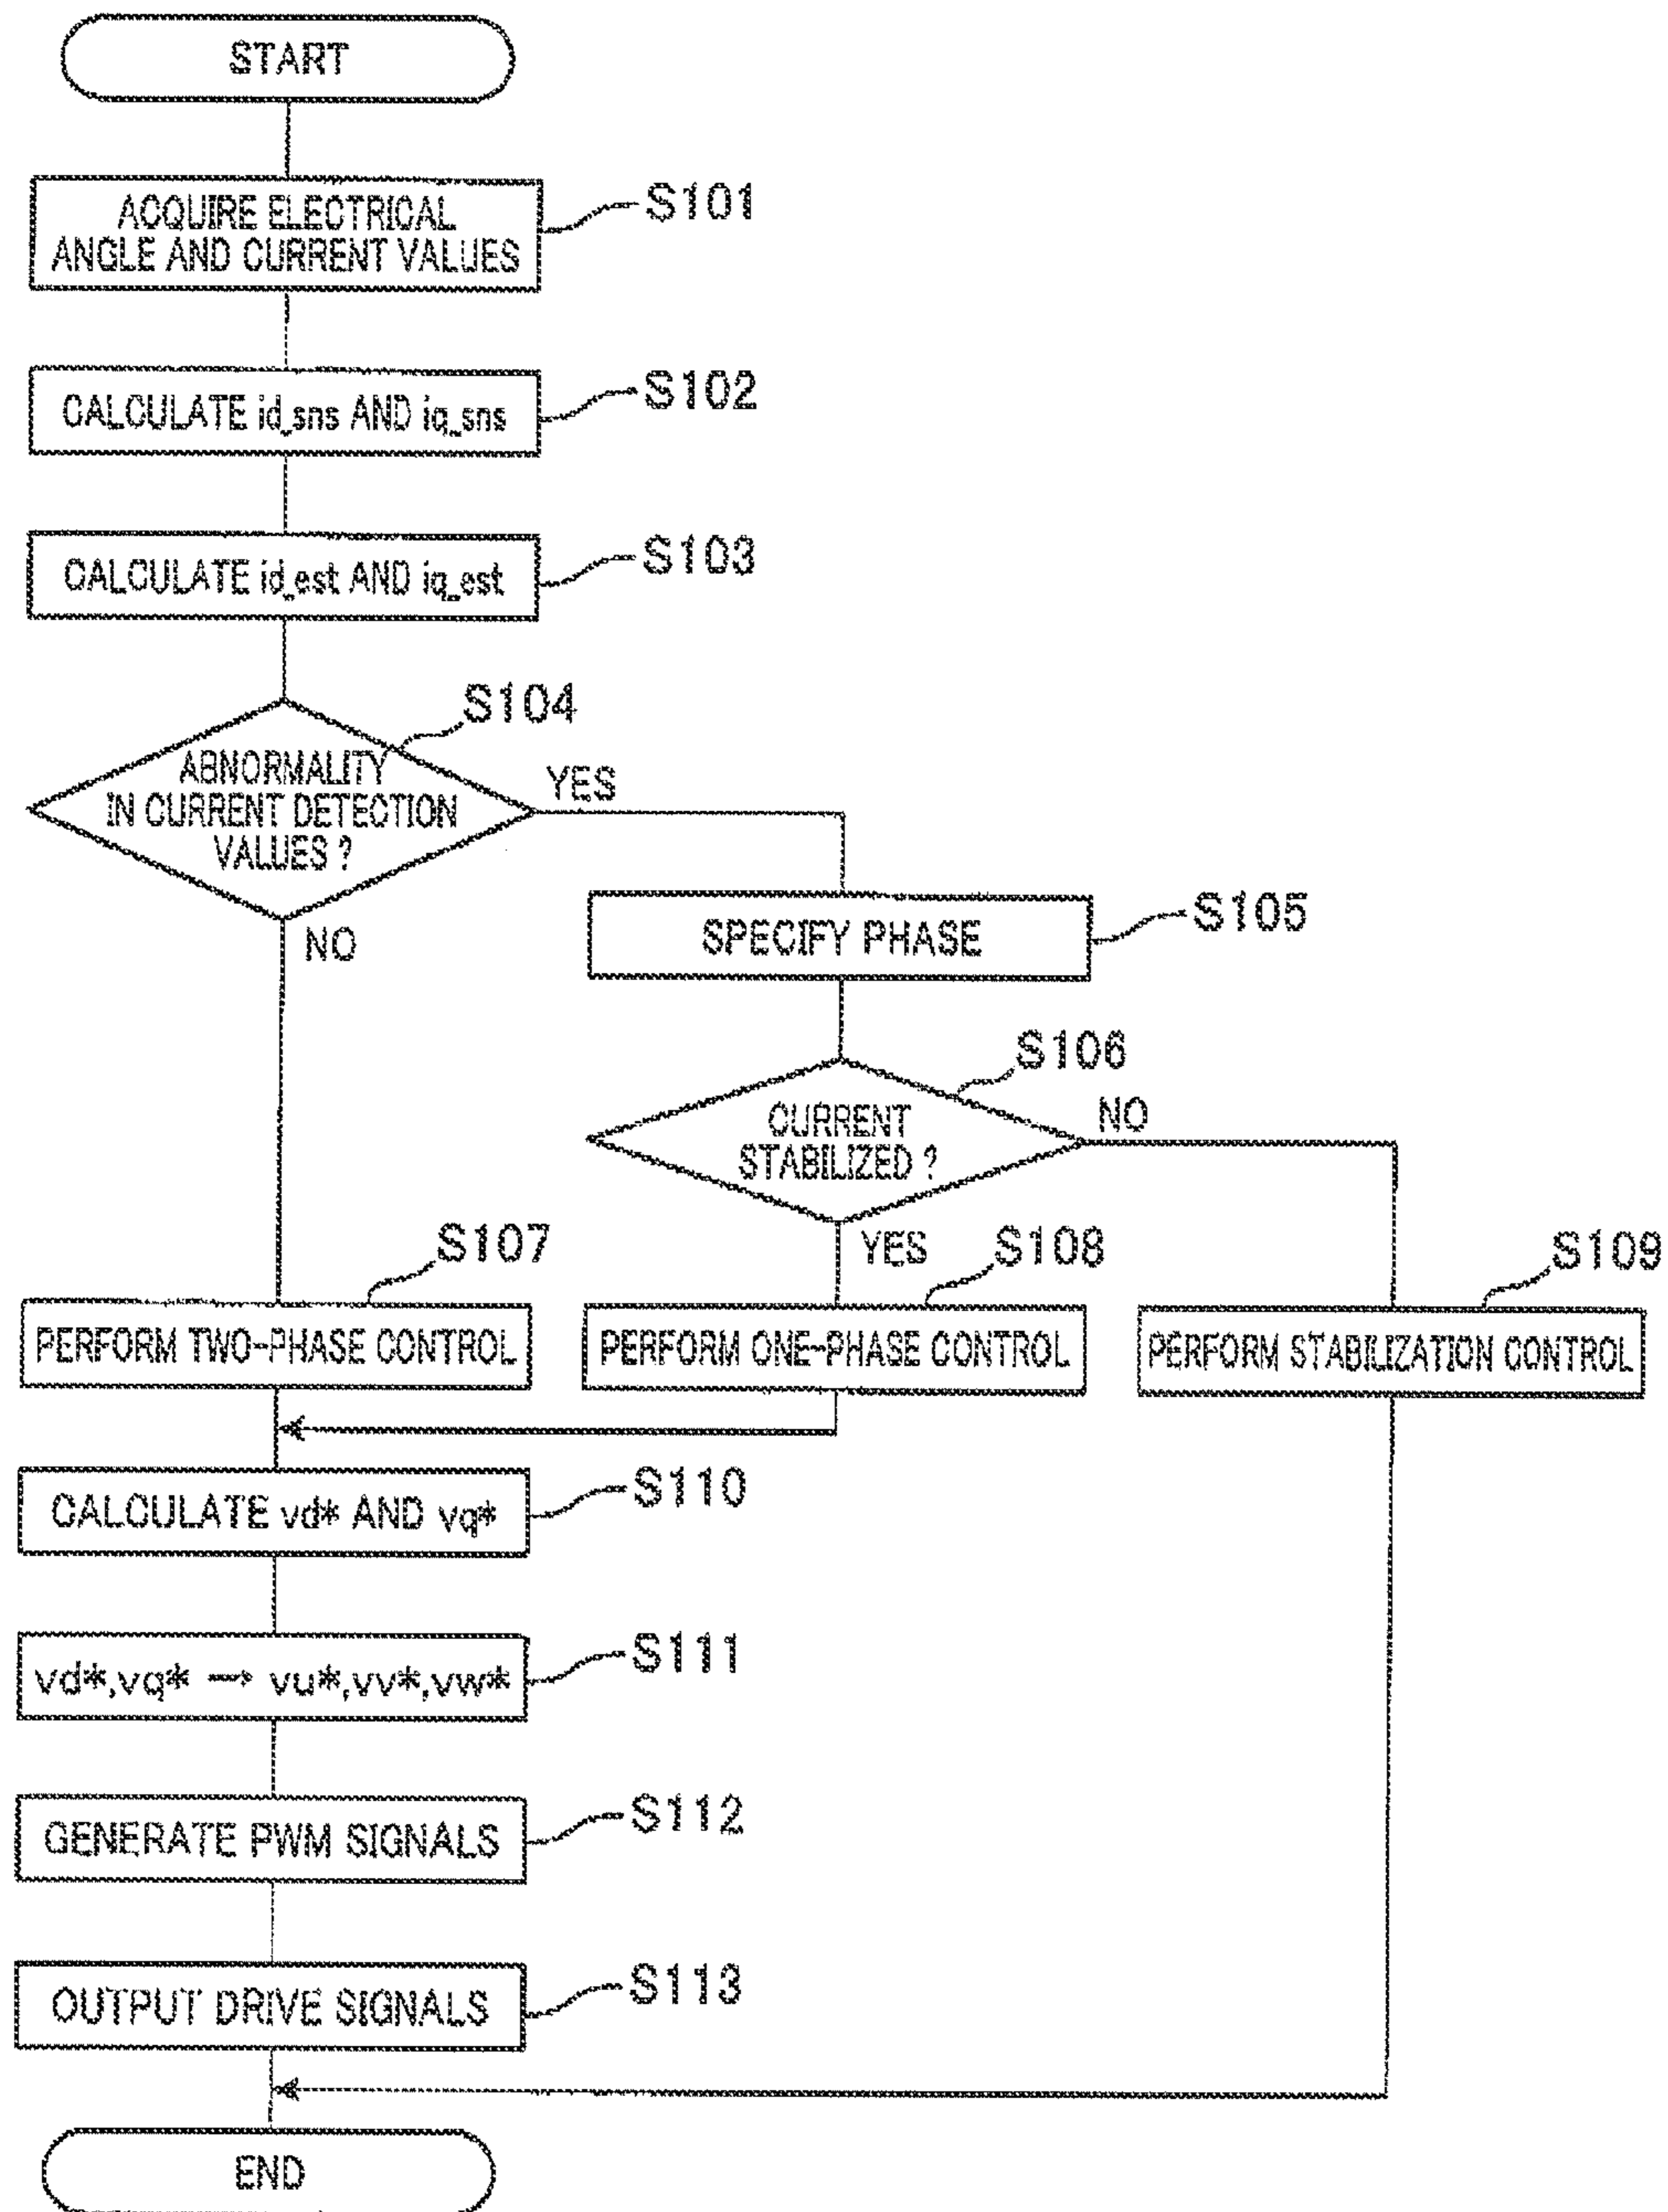 START
ACQUIRE ELECTRICAL
ANGLE AND CURRENT VALUES
S101
CALCULATE id_sns AND iq_sns
S102
CALCULATE id_est AND iq_est
S103
S104
ABNORMALITY
IN CURRENT DETECTION
VALUES ?
YES
NO
SPECIFY PHASE
S105
S106
CURRENT
STABILIZED ?
NO
YES
S107
S108
S109
PERFORM TWO-PHASE CONTROL
PERFORM ONE-PHASE CONTROL
PERFORM STABILIZATION CONTROL
CALCULATE vd* AND vq*
S110
vd*,vq* → vu*,vv*,vw*
S111
GENERATE PWM SIGNALS
S112
OUTPUT DRIVE SIGNALS
S113
END